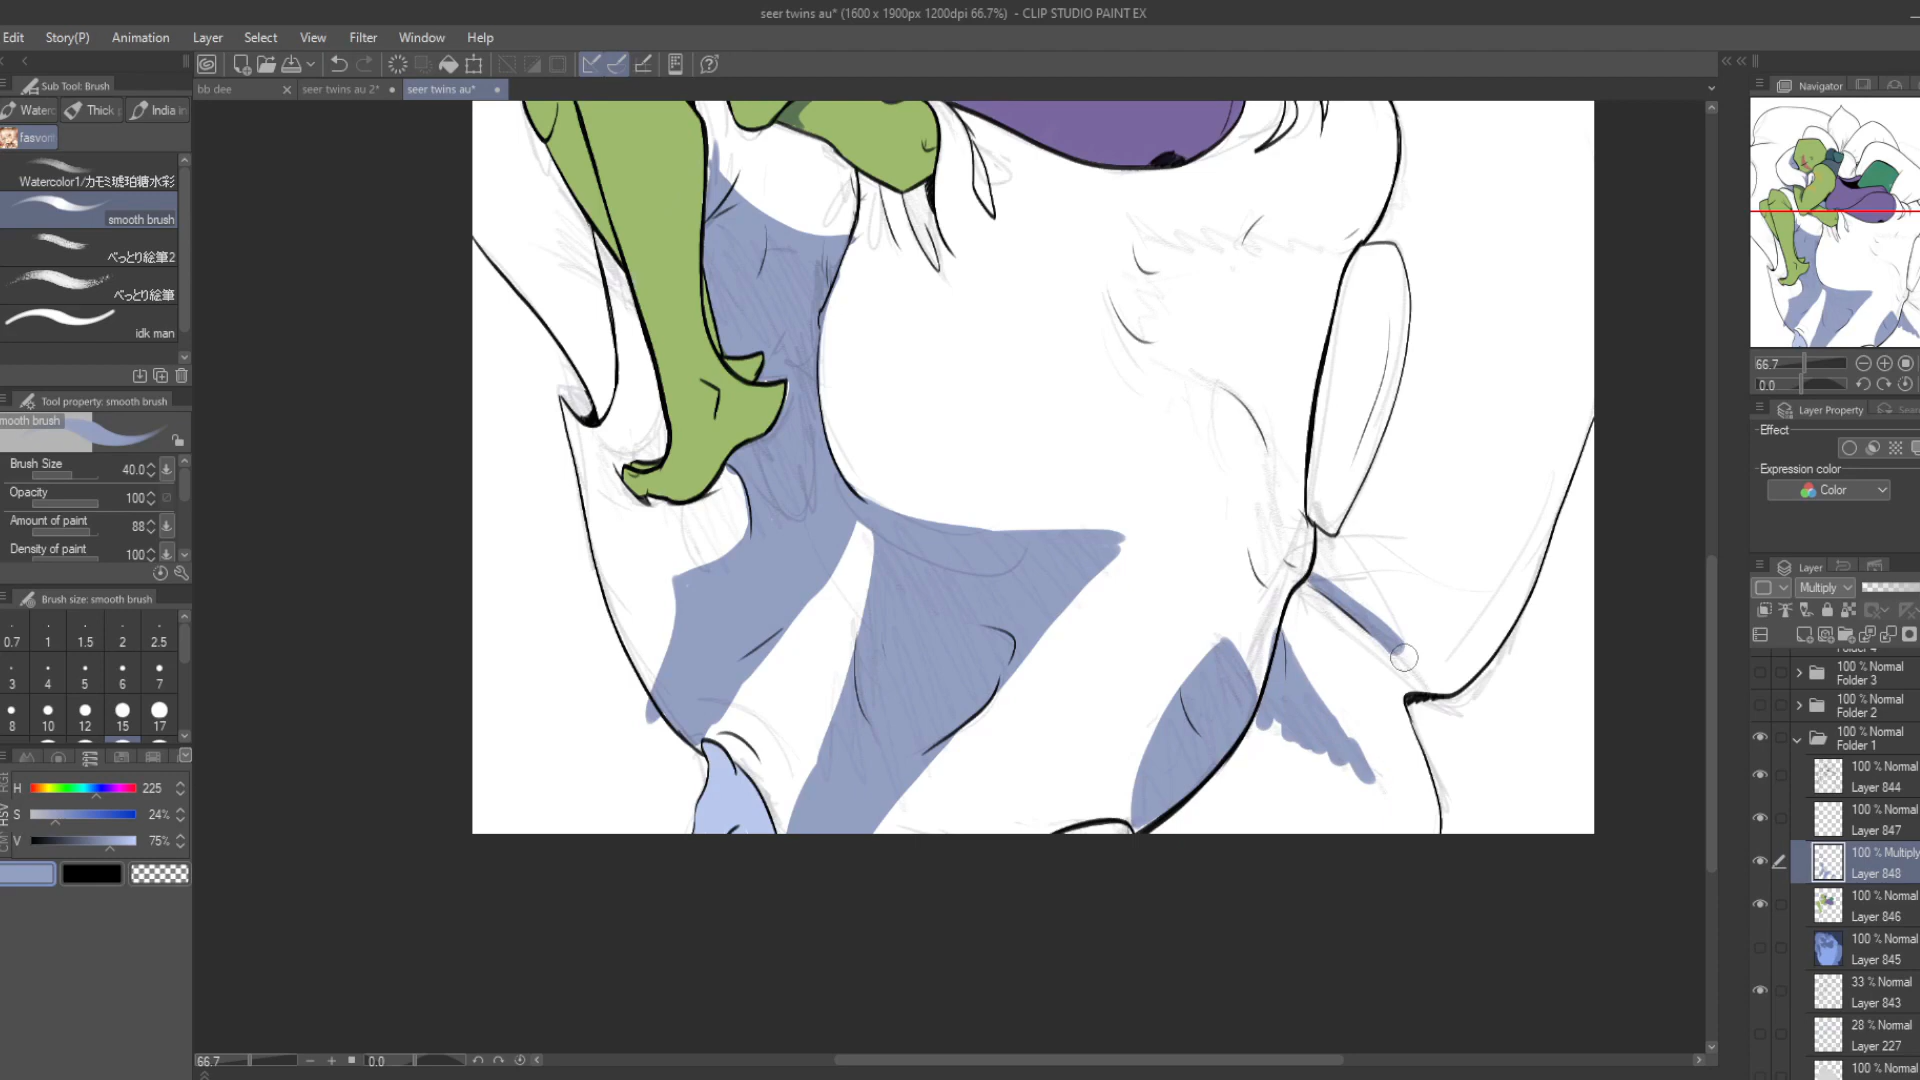 seer twins au* (1600 x 1900px 1200dpi 66.7%) - CLIP STUDIO PAINT EX
Edit Story(P) Animation Layer Select View Filter Window Help
Sub Tool: Brush
Thick
bb dee
seer twins au 2*
seer twins au*
Watercolor1/カモミ琥珀糖水彩
smooth brush
べっとり絵筆2
べっとり絵筆
idk man
Tool property: smooth brush
mooth brush
Brush Size 40.0
Opacity 100
Amount of paint 88
Density of paint 100
Brush size: smooth brush
0.7 1 1.5 2 2.5
3 4 5 6 7
8 10 12 15 17
HSV
H 225
S 24%
V 75%
66.7 0.0
Navigator
66.7
0.0
Layer Property
Effect
Expression color
Color
Layer
Multiply
100 % Normal
Folder 3
100 % Normal
Folder 2
100 % Normal
Folder 1
100 % Normal
Layer 844
100 % Normal
Layer 847
100 % Multiply
Layer 848
100 % Normal
Layer 846
100 % Normal
Layer 845
33 % Normal
Layer 843
28 % Normal
Layer 227
100 % Normal